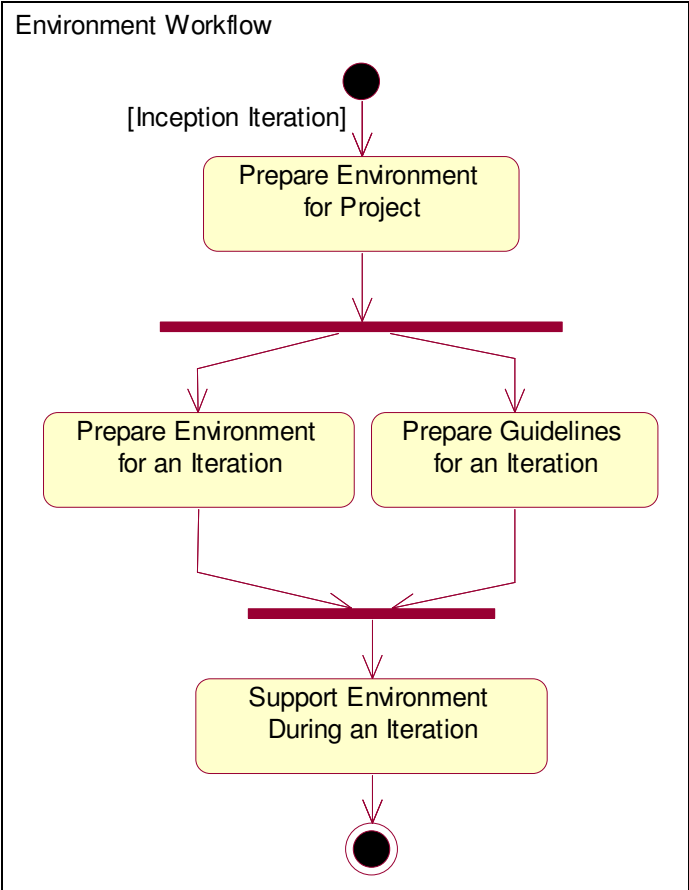 Environment Workflow
[Inception Iteration]
Prepare Environment
for Project
Prepare Environment
for an Iteration
Prepare Guidelines
for an Iteration
Support Environment
During an Iteration